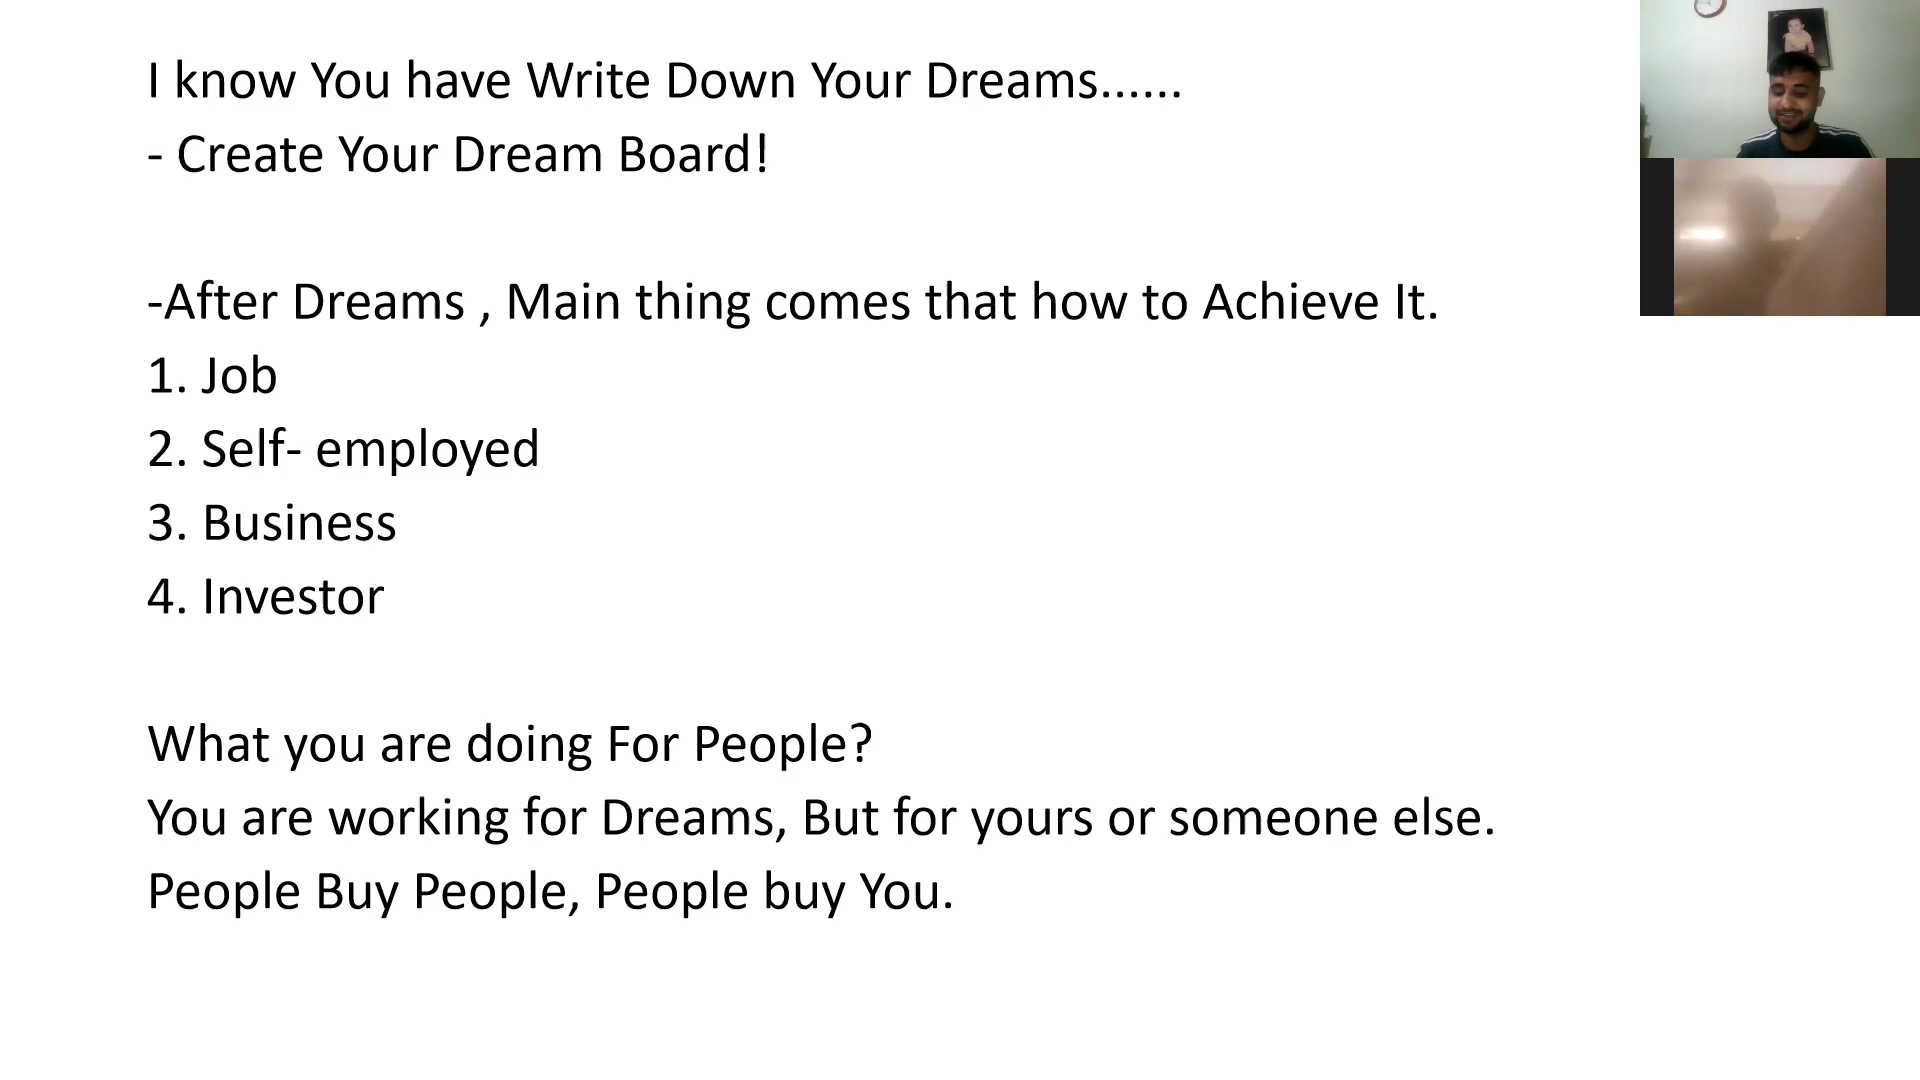 I know You have Write Down Your Dreams......
- Create Your Dream Board!
-After Dreams , Main thing comes that how to Achieve It.
1. Job
2. Self- employed
3. Business
4. Investor
What you are doing For People?
You are working for Dreams, But for yours or someone else.
People Buy People, People buy You.